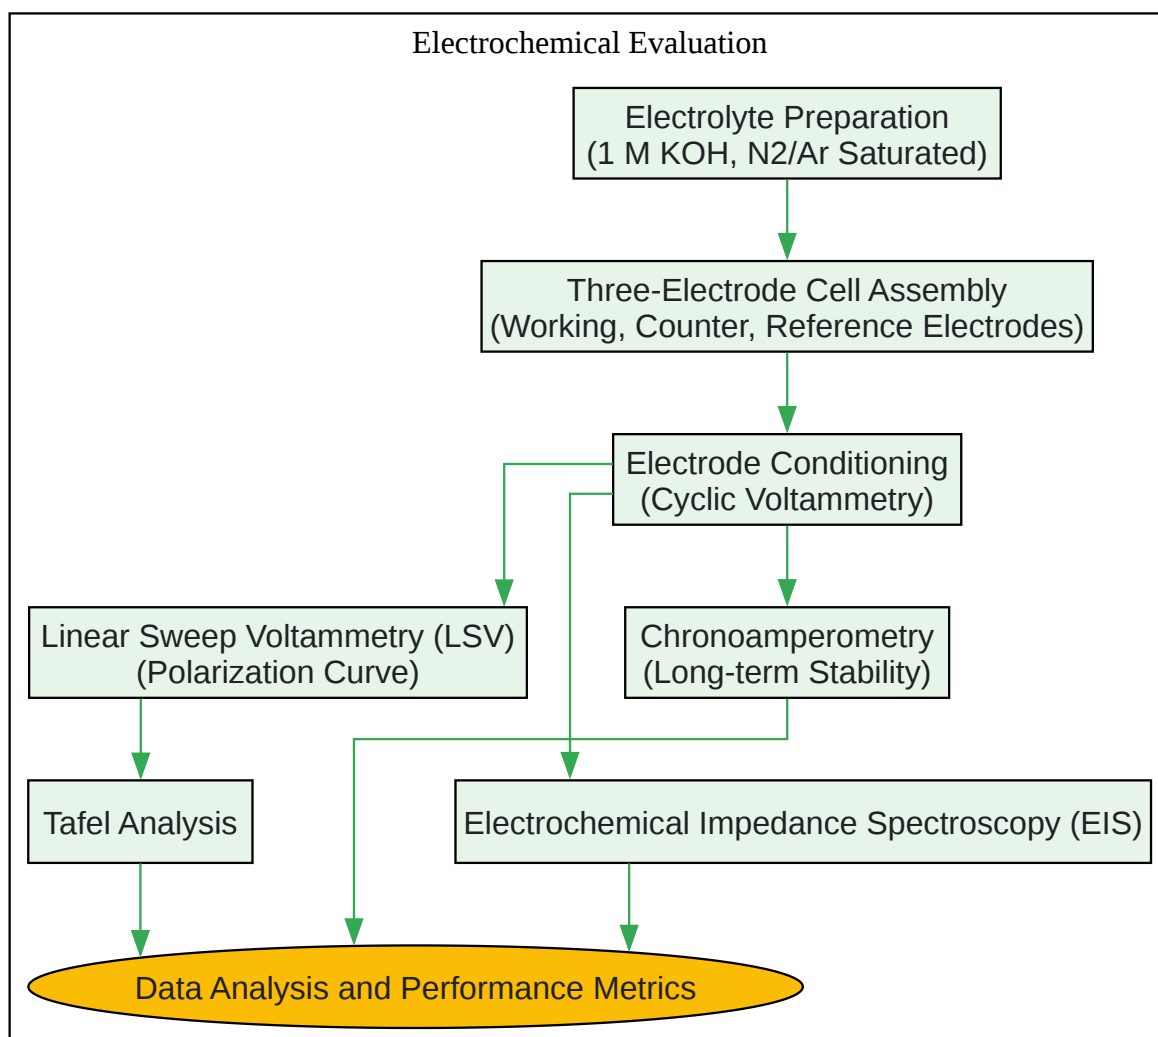 Electrochemical Evaluation
Electrolyte Preparation
(1 M KOH, N2/Ar Saturated)
Three-Electrode Cell Assembly
(Working, Counter, Reference Electrodes)
Electrode Conditioning
(Cyclic Voltammetry)
Linear Sweep Voltammetry (LSV)
(Polarization Curve)
Chronoamperometry
(Long-term Stability)
Tafel Analysis
Electrochemical Impedance Spectroscopy (EIS)
Data Analysis and Performance Metrics